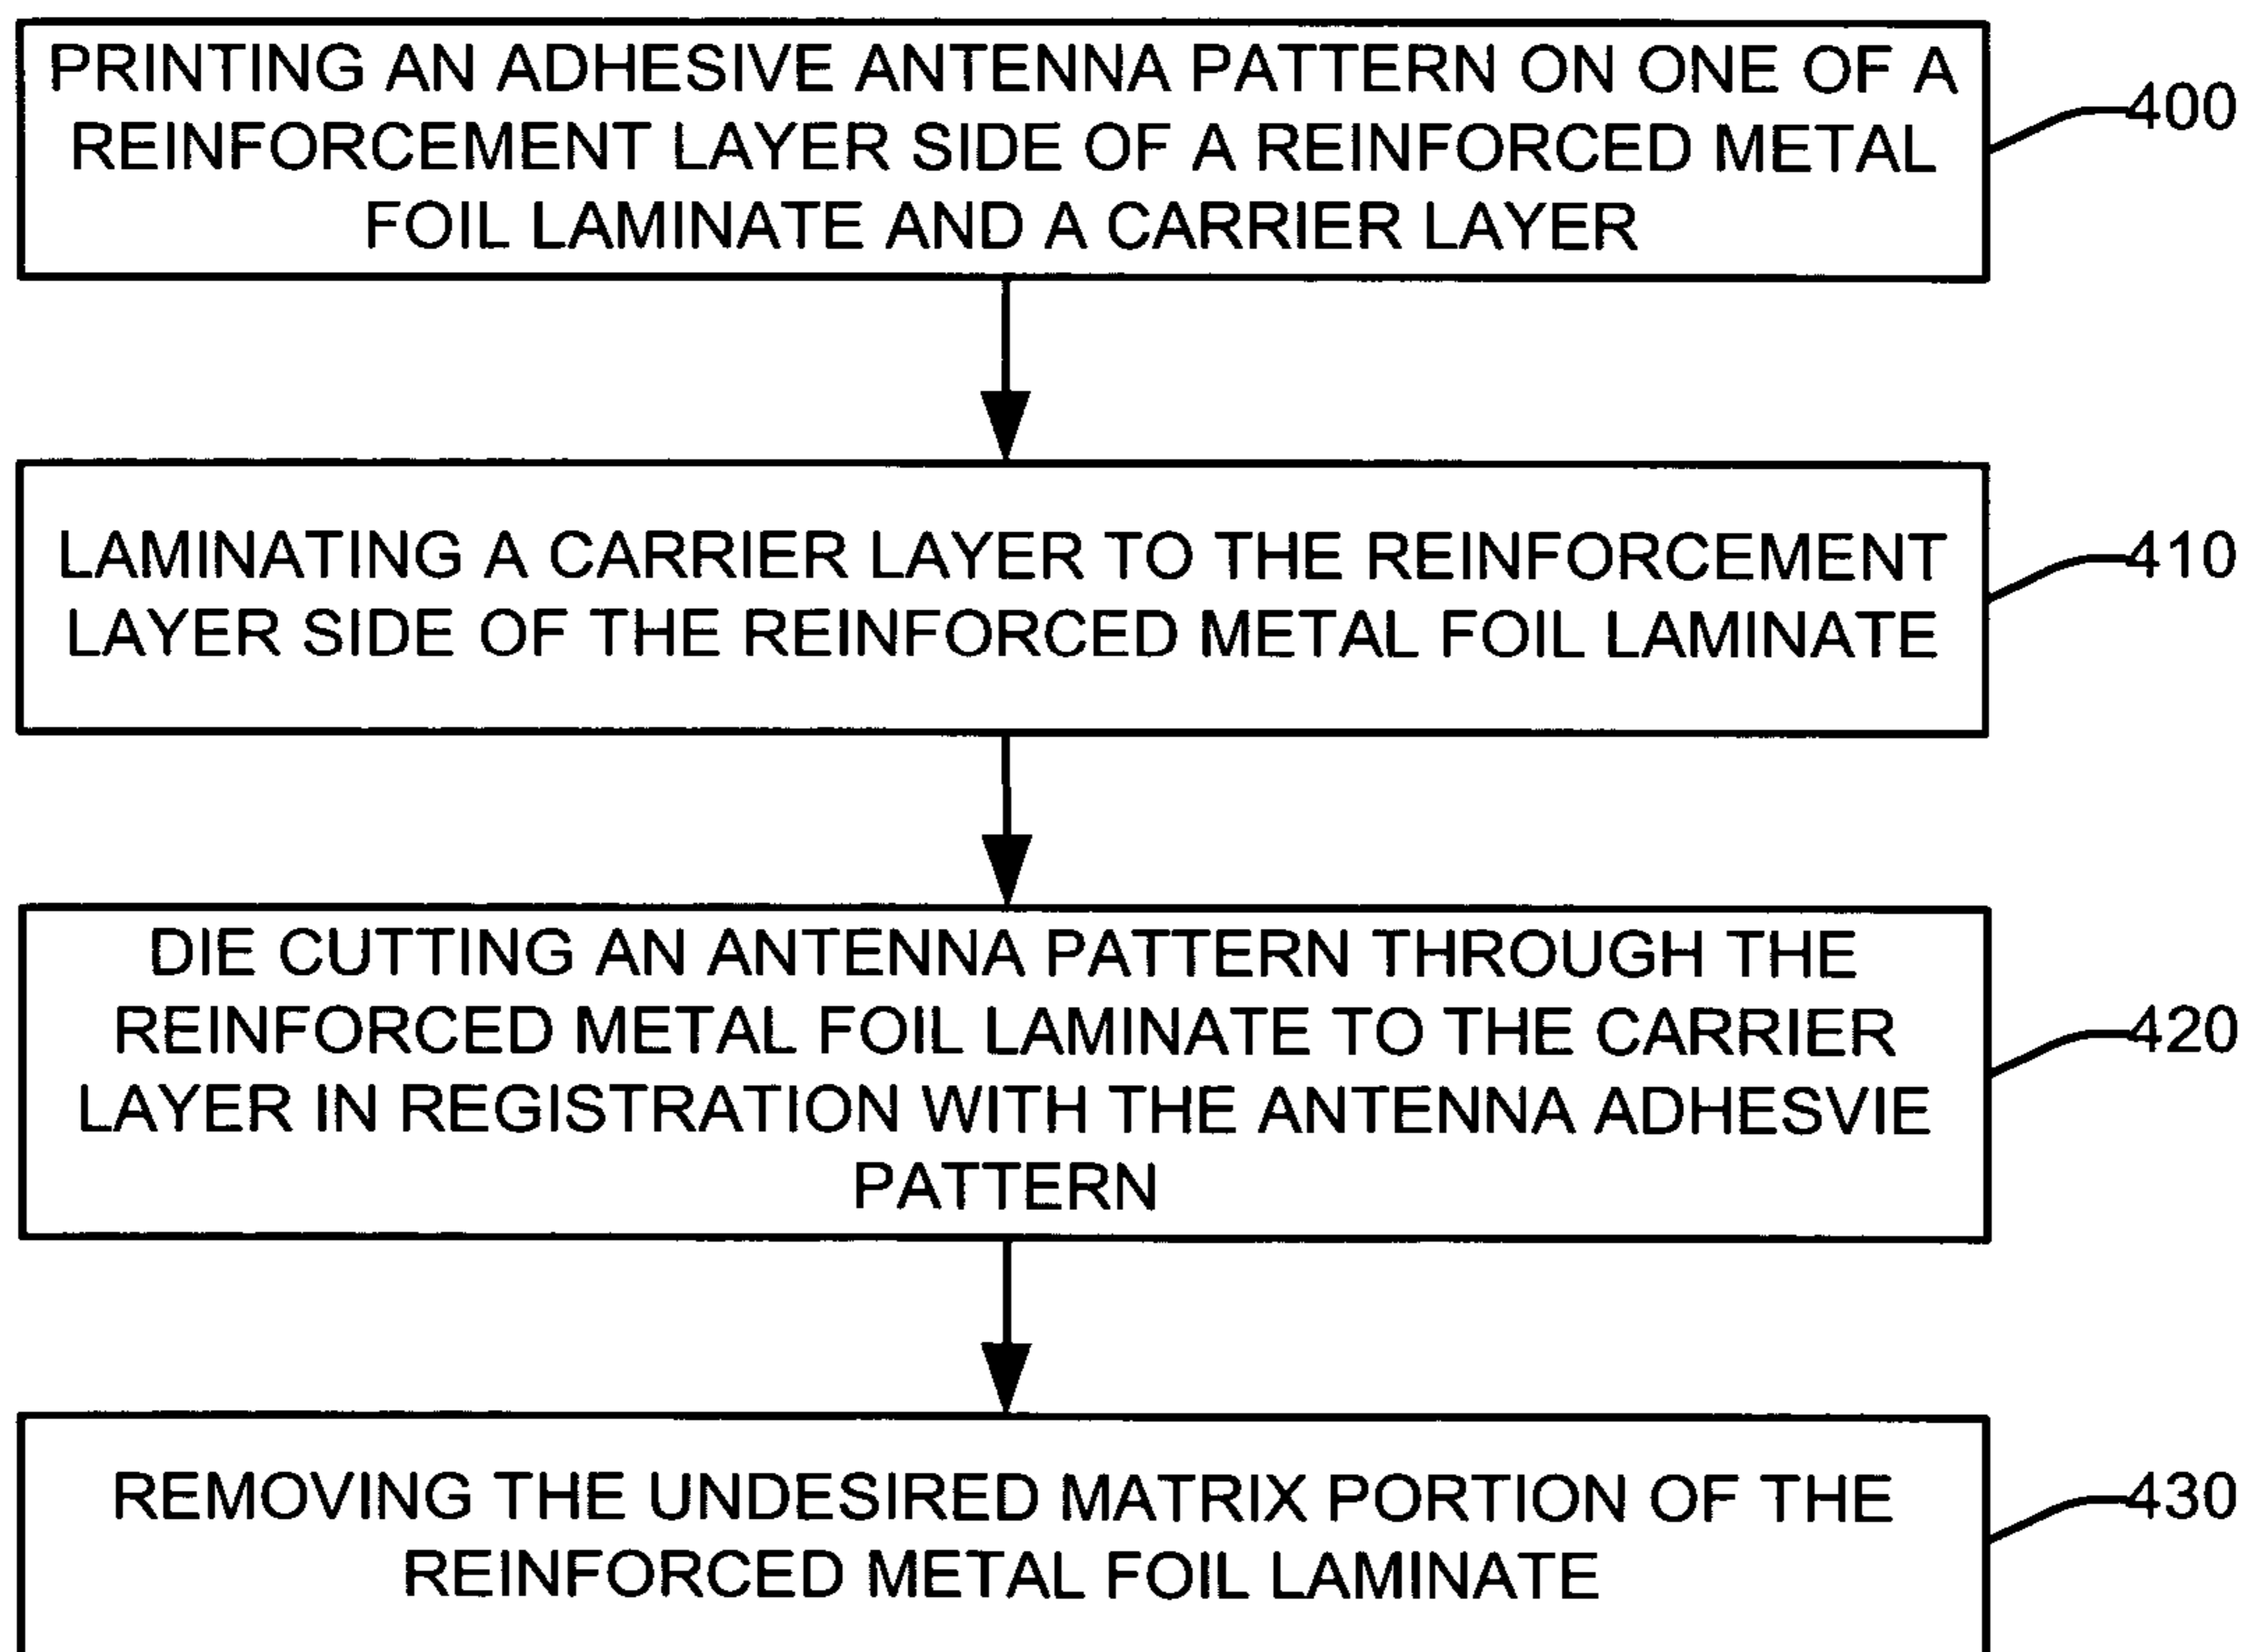 PRINTING AN ADHESIVE ANTENNA PATTERN ON ONE OF A
REINFORCEMENT LAYER SIDE OF A REINFORCED METAL
FOIL LAMINATE AND A CARRIER LAYER
400
LAMINATING A CARRIER LAYER TO THE REINFORCEMENT
LAYER SIDE OF THE REINFORCED METAL FOIL LAMINATE
410
DIE CUTTING AN ANTENNA PATTERN THROUGH THE
REINFORCED METAL FOIL LAMINATE TO THE CARRIER
LAYER IN REGISTRATION WITH THE ANTENNA ADHESVIE
PATTERN
420
REMOVING THE UNDESIRED MATRIX PORTION OF THE
REINFORCED METAL FOIL LAMINATE
430